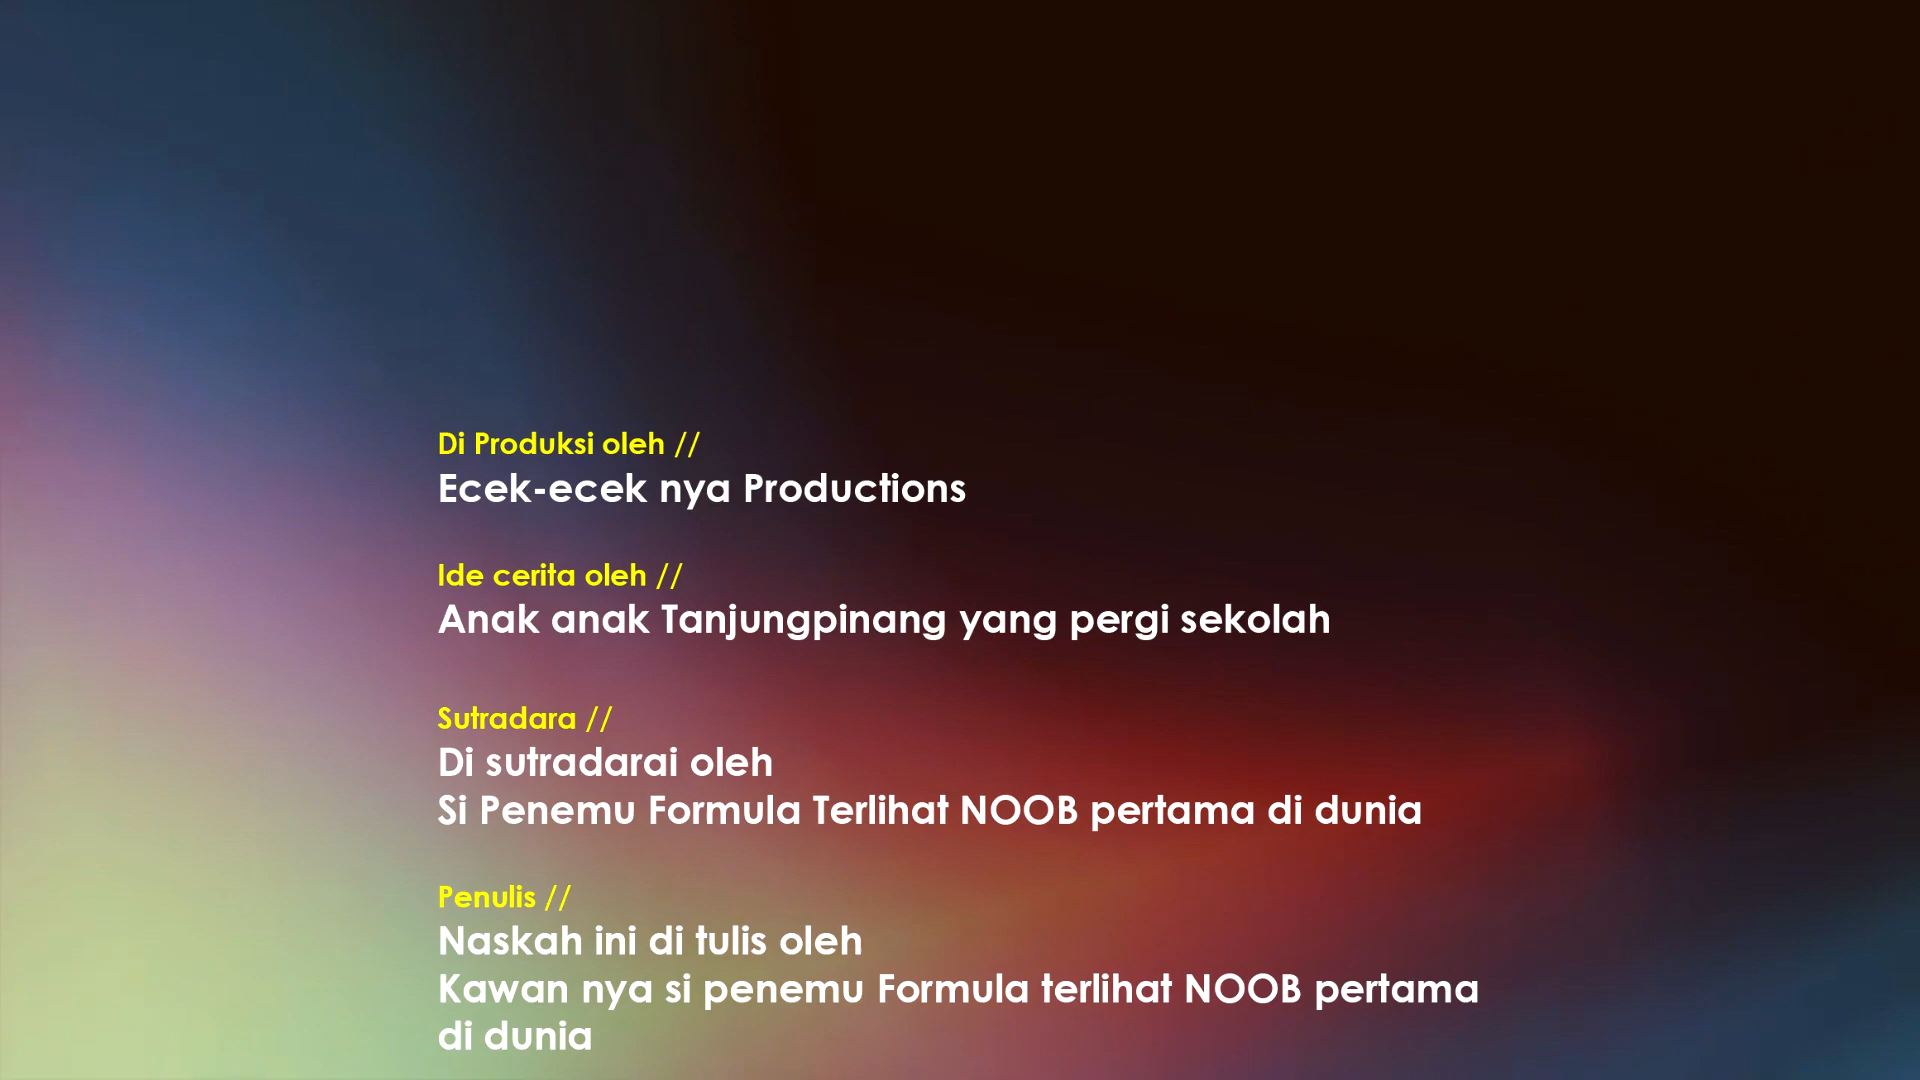 Di Produksi oleh //
Ecek-ecek nya Productions
Ide cerita oleh //
Anak anak Tanjungpinang yang pergi sekolah
Sutradara //
Di sutradarai oleh
Si Penemu Formula Terlihat NOOB pertama di dunia
Penulis //
Naskah ini di tulis oleh
Kawan nya si penemu Formula terlihat NOOB pertama
di dunia